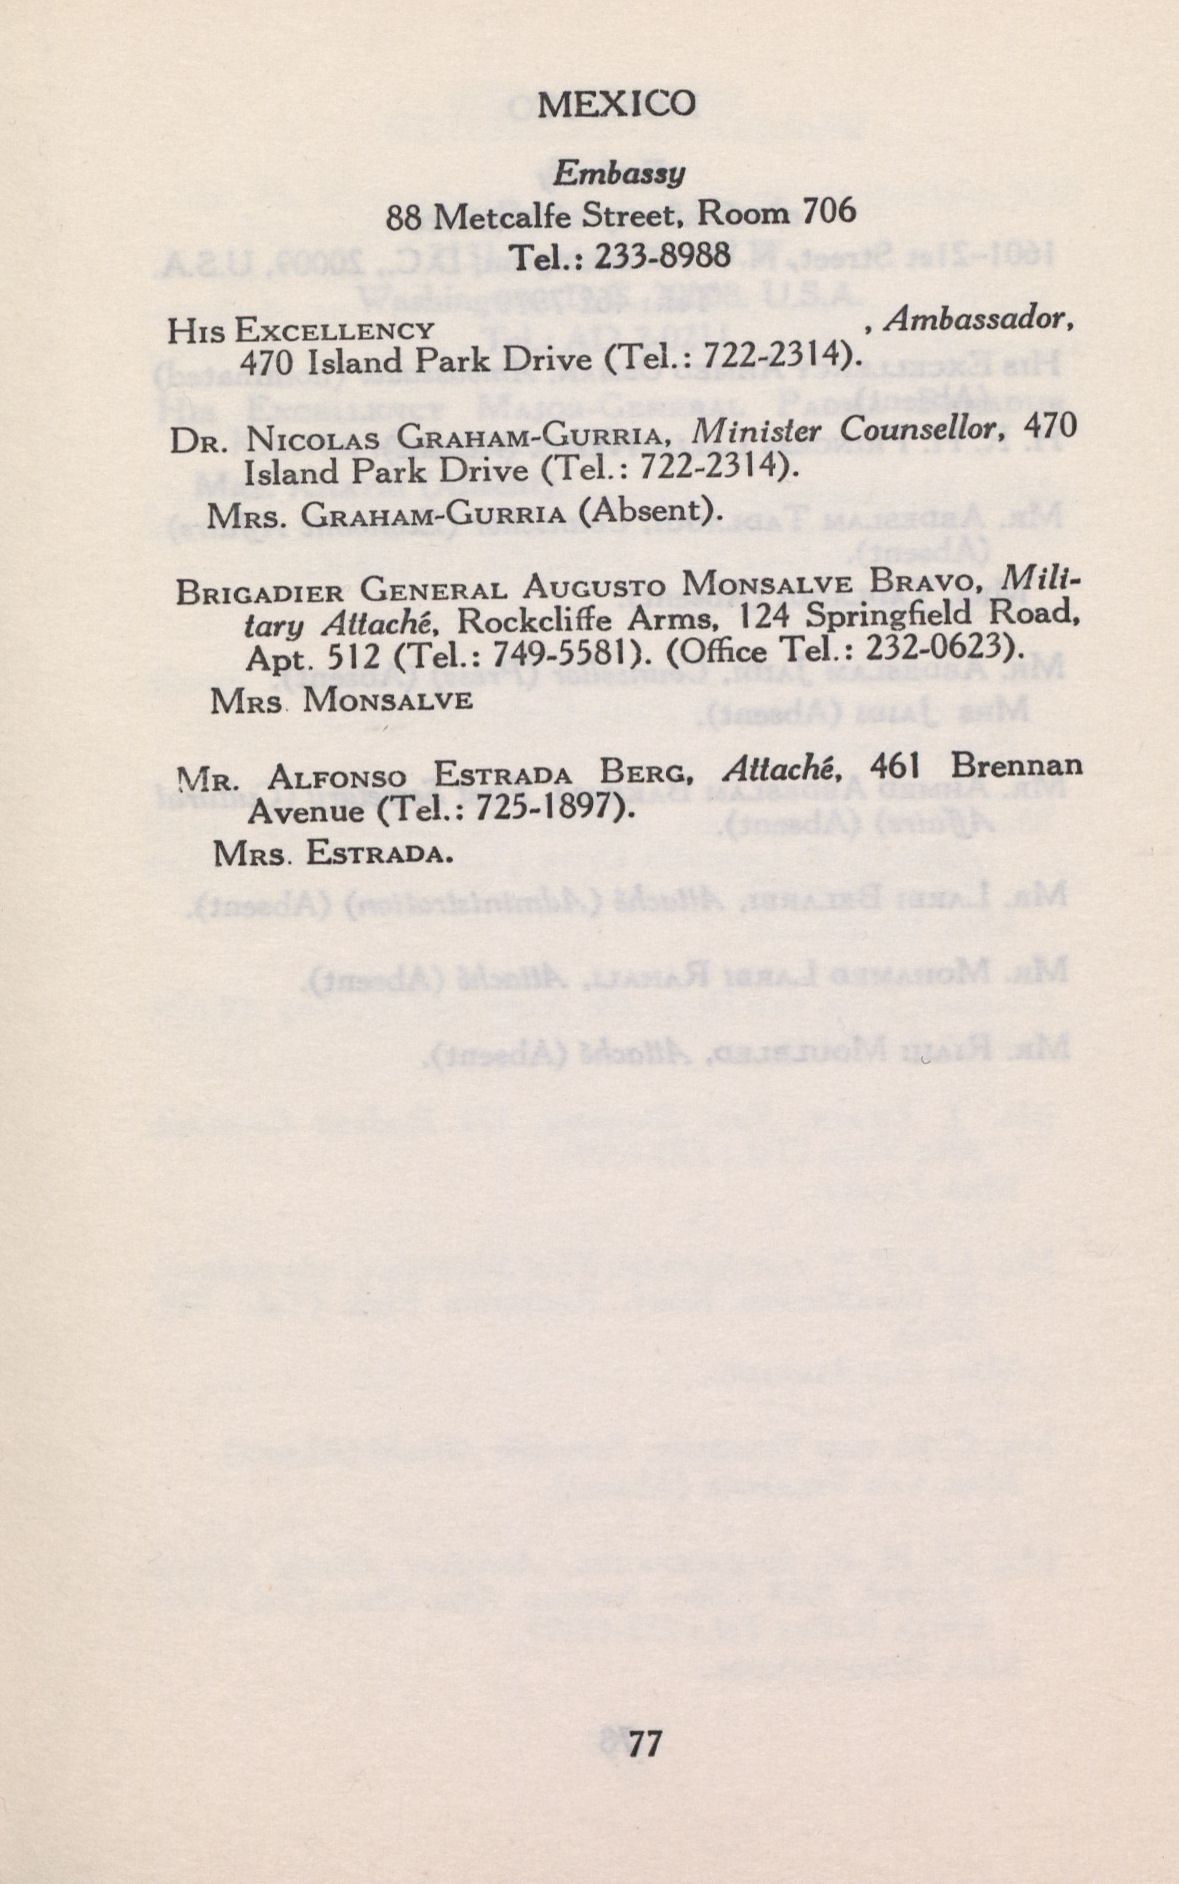 MEXICO
Embassy
88 Metcalfe Street, Room 706
Tel.: 233-8988
HIS EXCELLENCY , Ambassador,
470 Island Park Drive (Tel.: 722-2314).
DR. NICOLAS GRAHAM-GURRIA, Minister Counsellor, 470
Island Park Drive (Tel.: 722-2314).
MRS. GRAHAM-GURRIA (Absent).
BRIGADIER GENERAL AUGUSTO MONSALVE BRAVO, Mili-
tary Attaché, Rockcliffe Arms, 124 Springfield Road,
Apt. 512 (Tel.: 749-5581). (Office Tel.: 232-0623).
MRS. MONSALVE
MR. ALFONSO ESTRADA BERG, Attaché, 461 Brennan
Avenue (Tel.: 725-1897).
MRS. ESTRADA.
77